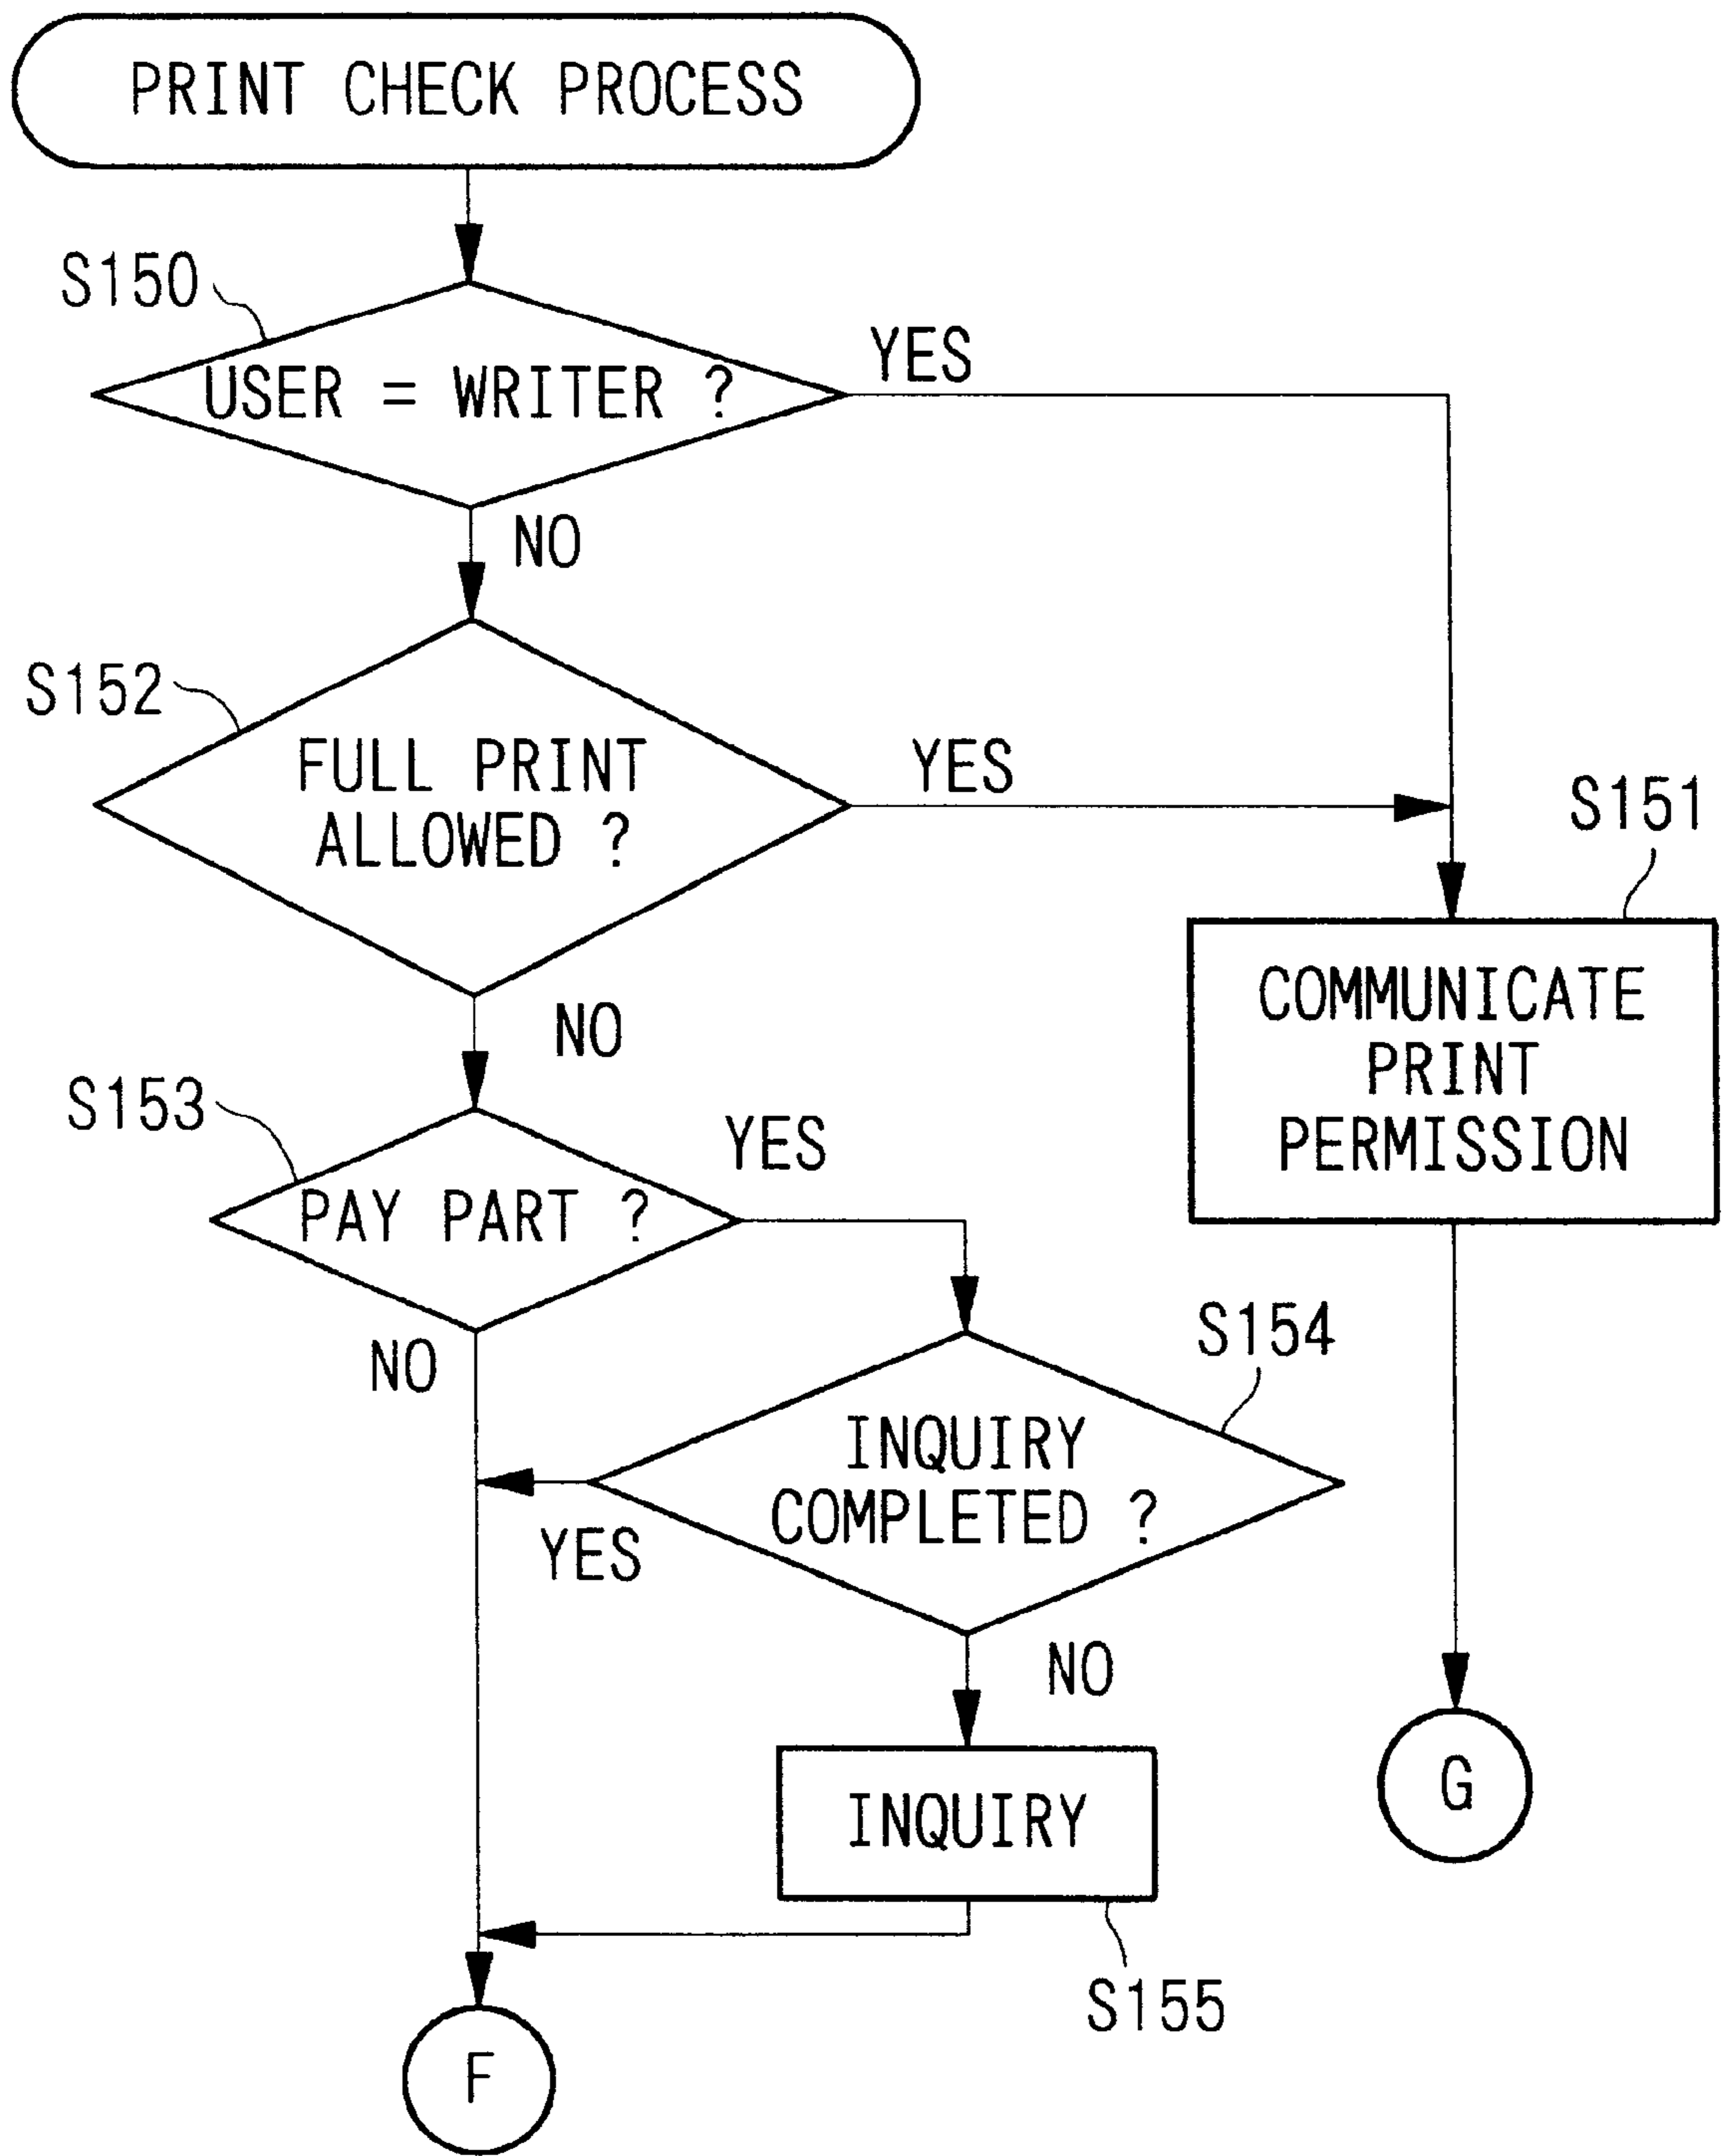 PRINT CHECK PROCESS
S150
YES
USER = WRITER ?
NO
S152
FULL PRINT
ALLOWED ?
YES
S151
COMMUNICATE
PRINT
PERMISSION
NO
S153
YES
PAY PART ?
NO
S154
INQUIRY
COMPLETED ?
YES
NO
INQUIRY
G
S155
F